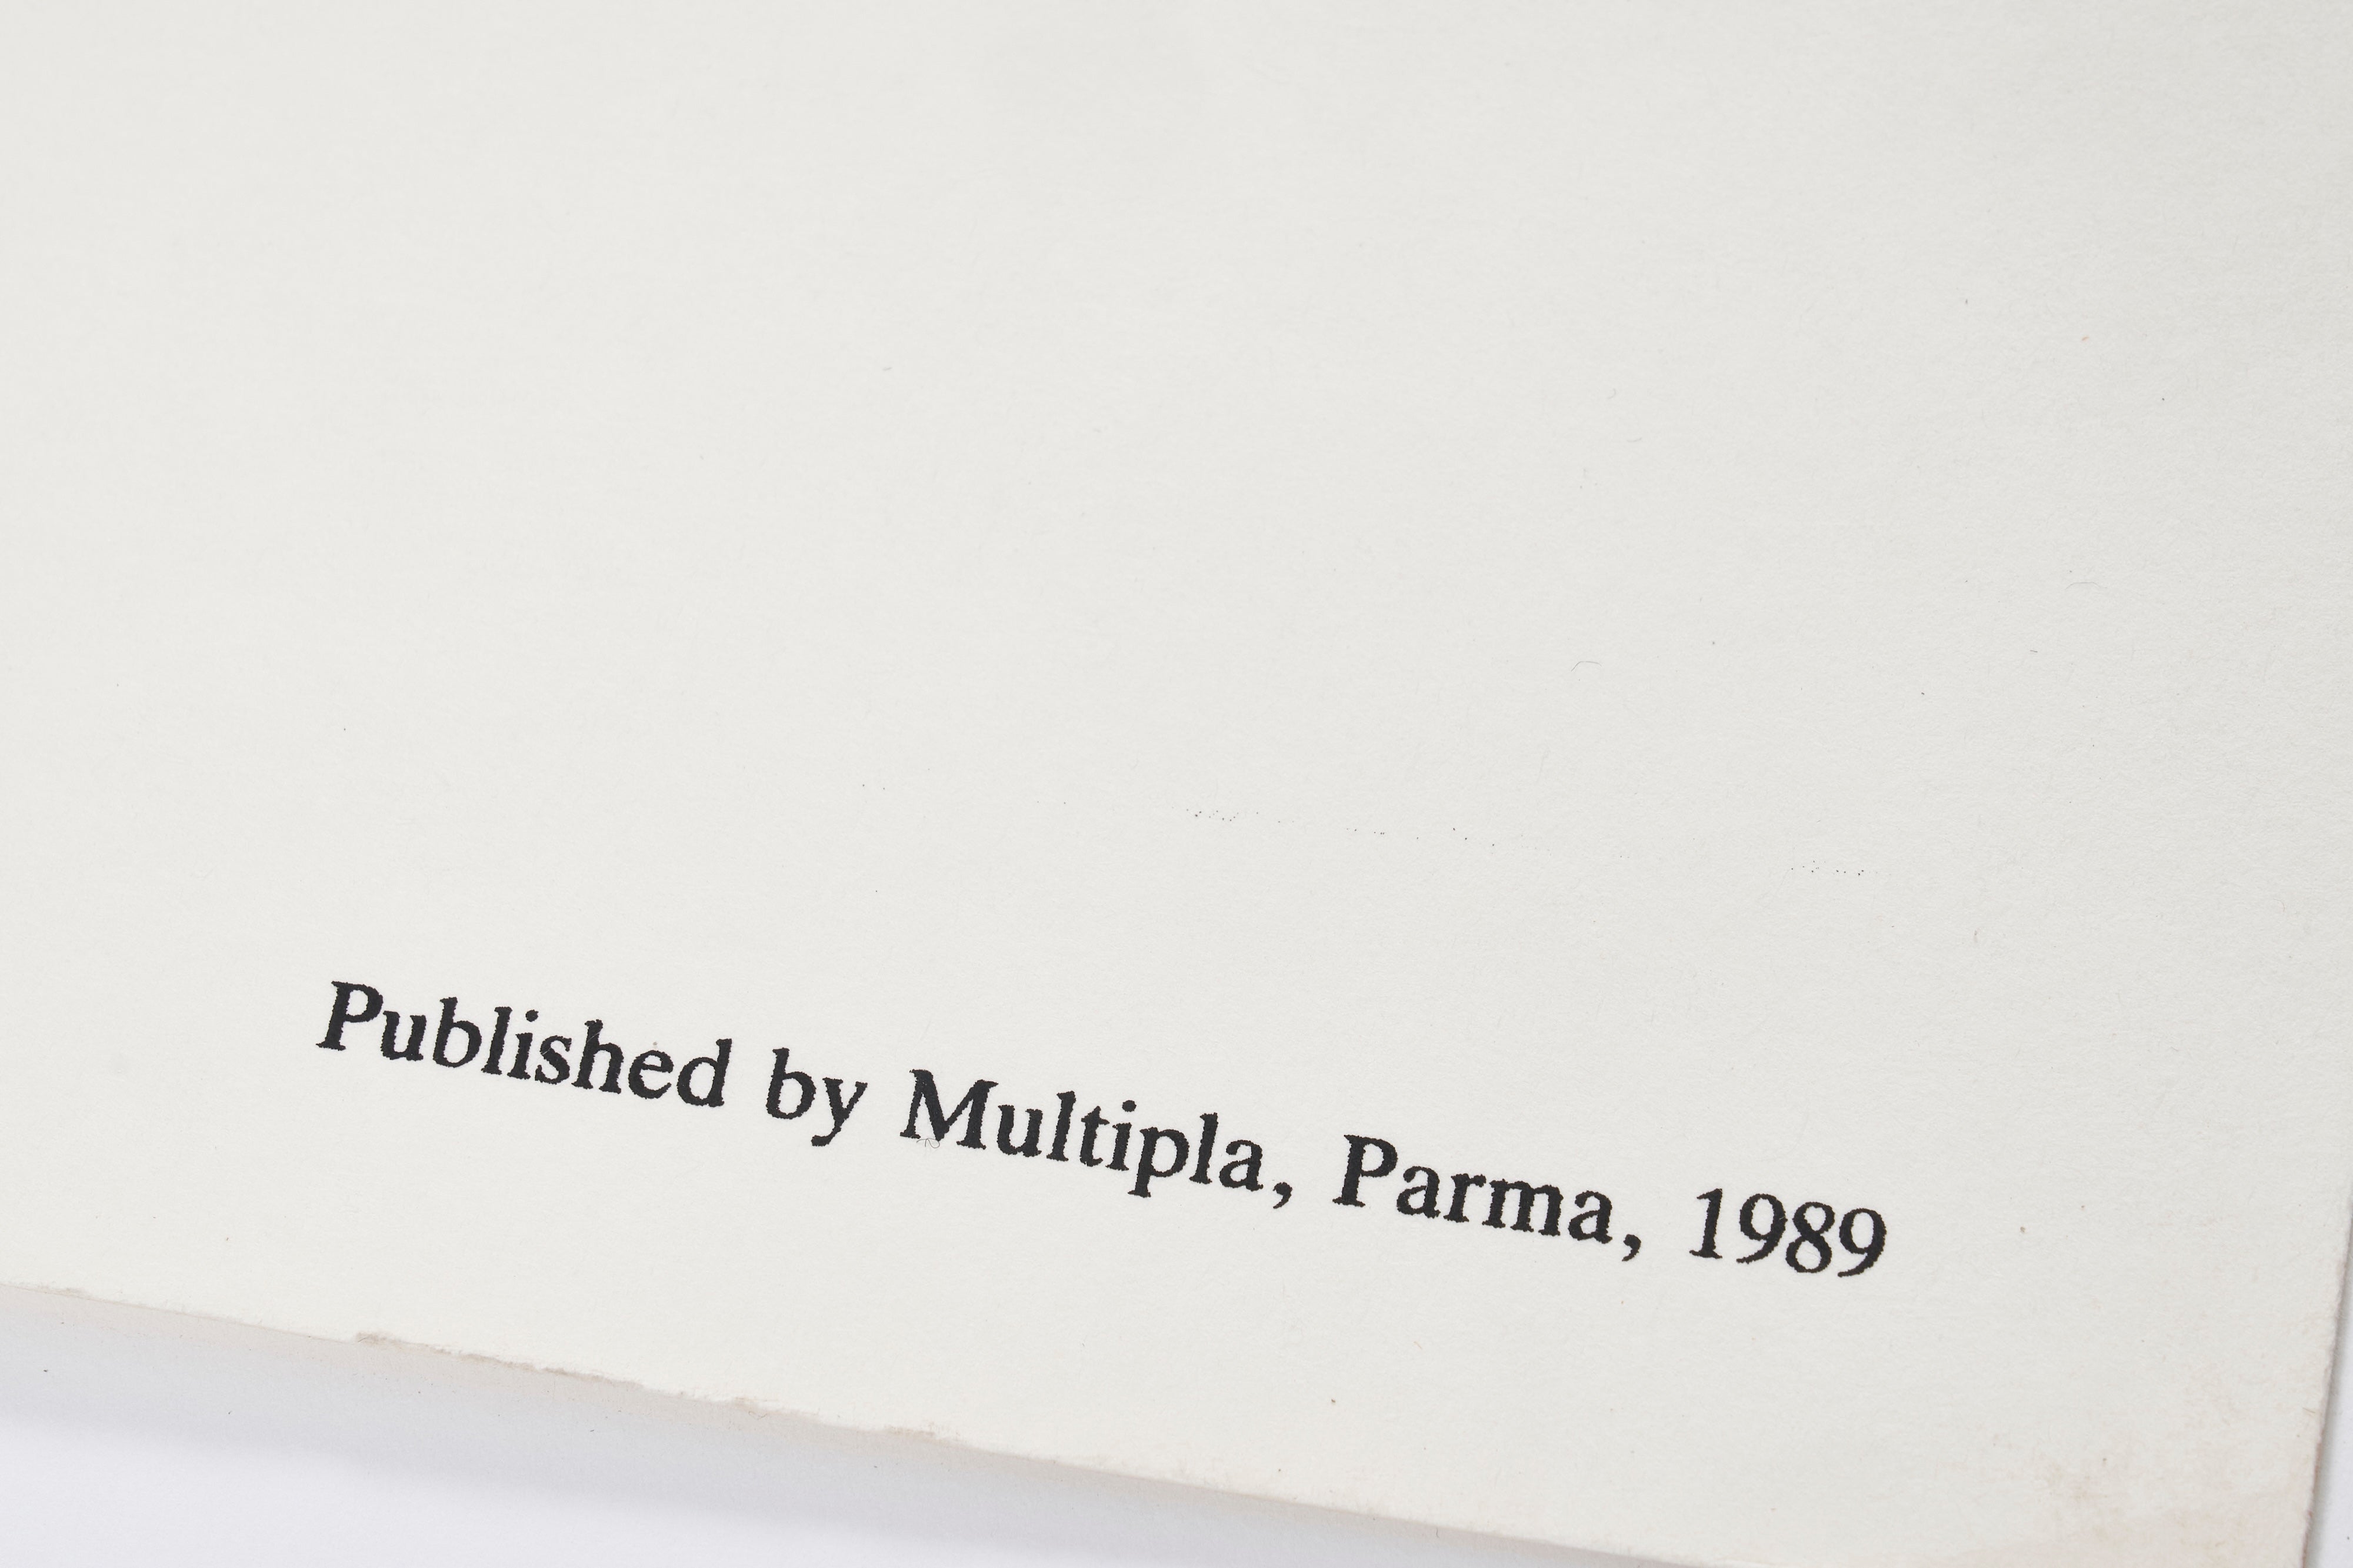 Published by Multipla, Parma, 1989